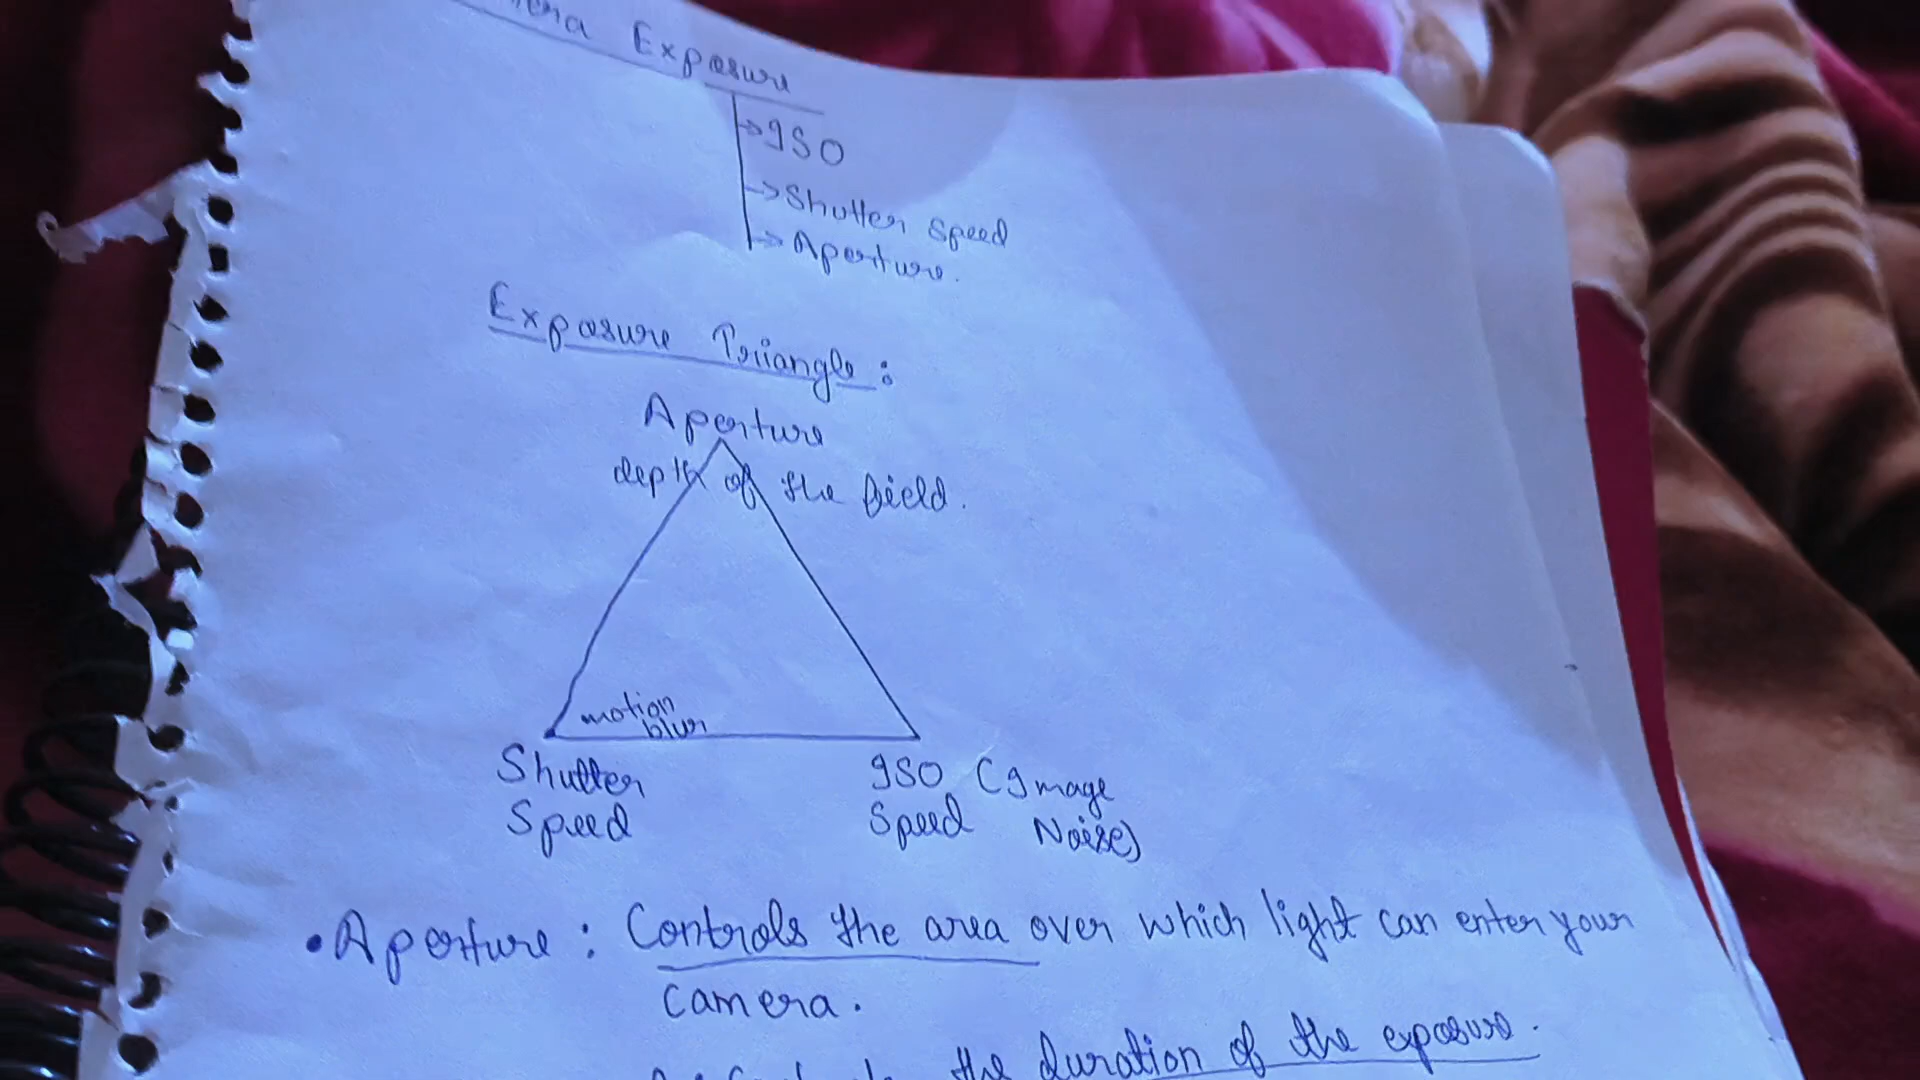 Exposure
→ ISO
→ Shutter Speed
→ Aperture.
Exposure Triangle :
Aperture
depth of the field.
motion
blur
Shutter
Speed
ISO (Image
Speed Noise)
• Aperture : Controls the area over which light can enter your
camera.
the duration of the exposure.